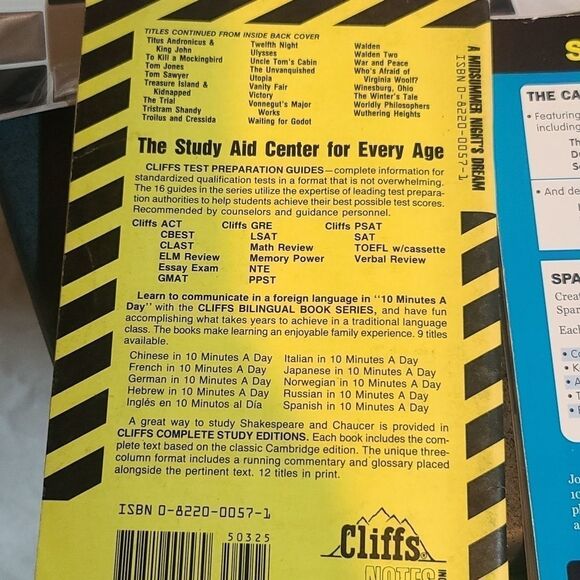 TITLES CONTINUED FROM INSIDE BACK COVER
Titus Andronicus &
King John
To Kill a Mockingbird
Tom Jones
Tom Sawyer
Treasure Island &
Kidnapped
The Trial
Tristram Shandy
Troilus and Cressida
Twelfth Night
Ulysses
Uncle Tom's Cabin
The Unvanquished
Utopia
Vanity Fair
Victory
Vonnegut's Major
Works
Waiting for Godot
Walden
Walden Two
War and Peace
Who's Afraid of
Virginia Woolf?
Winesburg, Ohio
The Winter's Tale
Worldly Philosophers
Wuthering Heights
The Study Aid Center for Every Age
CLIFFS TEST PREPARATION GUIDES—complete information for
standardized qualification tests in a format that is not overwhelming.
The 16 guides in the series utilize the expertise of leading test prepara-
tion authorities to help students achieve their best possible test scores.
Recommended by counselors and guidance personnel.
Cliffs ACT
CBEST
CLAST
ELM Review
Essay Exam
GMAT
Cliffs GRE
LSAT
Math Review
Memory Power
NTE
PPST
Cliffs PSAT
SAT
TOEFL w/cassette
Verbal Review
Learn to communicate in a foreign language in "10 Minutes A
Day" with the CLIFFS BILINGUAL BOOK SERIES, and have fun
accomplishing what takes years to achieve in a traditional language
class. The books make learning an enjoyable family experience. 9 titles
available.
Chinese in 10 Minutes A Day
French in 10 Minutes A Day
German in 10 Minutes A Day
Hebrew in 10 Minutes A Day
Inglés en 10 Minutos al Día
Italian in 10 Minutes A Day
Japanese in 10 Minutes A Day
Norwegian in 10 Minutes A Day
Russian in 10 Minutes A Day
Spanish in 10 Minutes A Day
A great way to study Shakespeare and Chaucer is provided in
CLIFFS COMPLETE STUDY EDITIONS. Each book includes the com-
plete text based on the classic Cambridge edition. The unique three-
column format includes a running commentary and glossary placed
alongside the pertinent text. 12 titles in print.
ISBN 0-8220-0057-1
50325
Cliffs
NOTES
A MIDSUMMER NIGHT'S DREAM
ISBN 0-8220-0057-1
THE CA
• Featuring
including
Th
• And de
SPA
Crea
Spar
Each